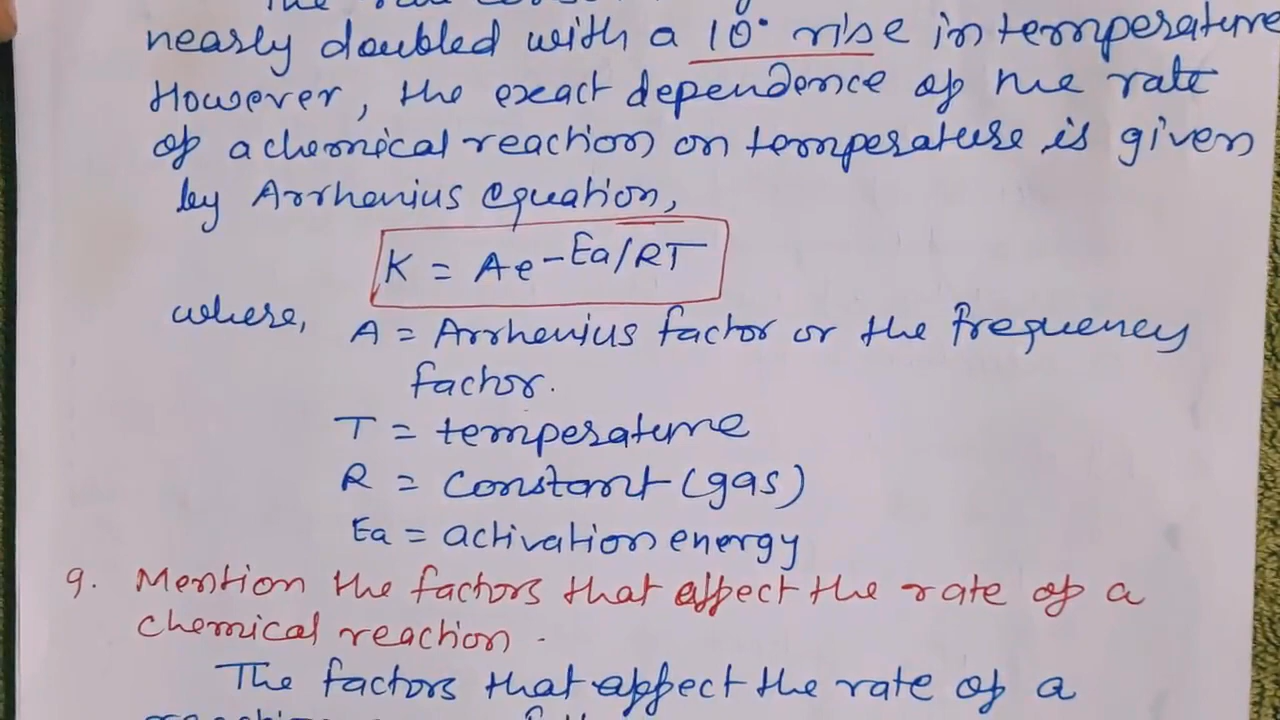 The rate
nearly doubled with a 10° rise in temperature
However, the exact dependence of the rate
of a chemical reaction on temperature is given
by Arrhenius equation,
K = Ae-Ea/RT
where, A = Arrhenius factor or the frequency
factor.
T = temperature
R = constant (gas)
Ea = activation energy
9. Mention the factors that affect the rate of a
chemical reaction.
The factors that affect the rate of a